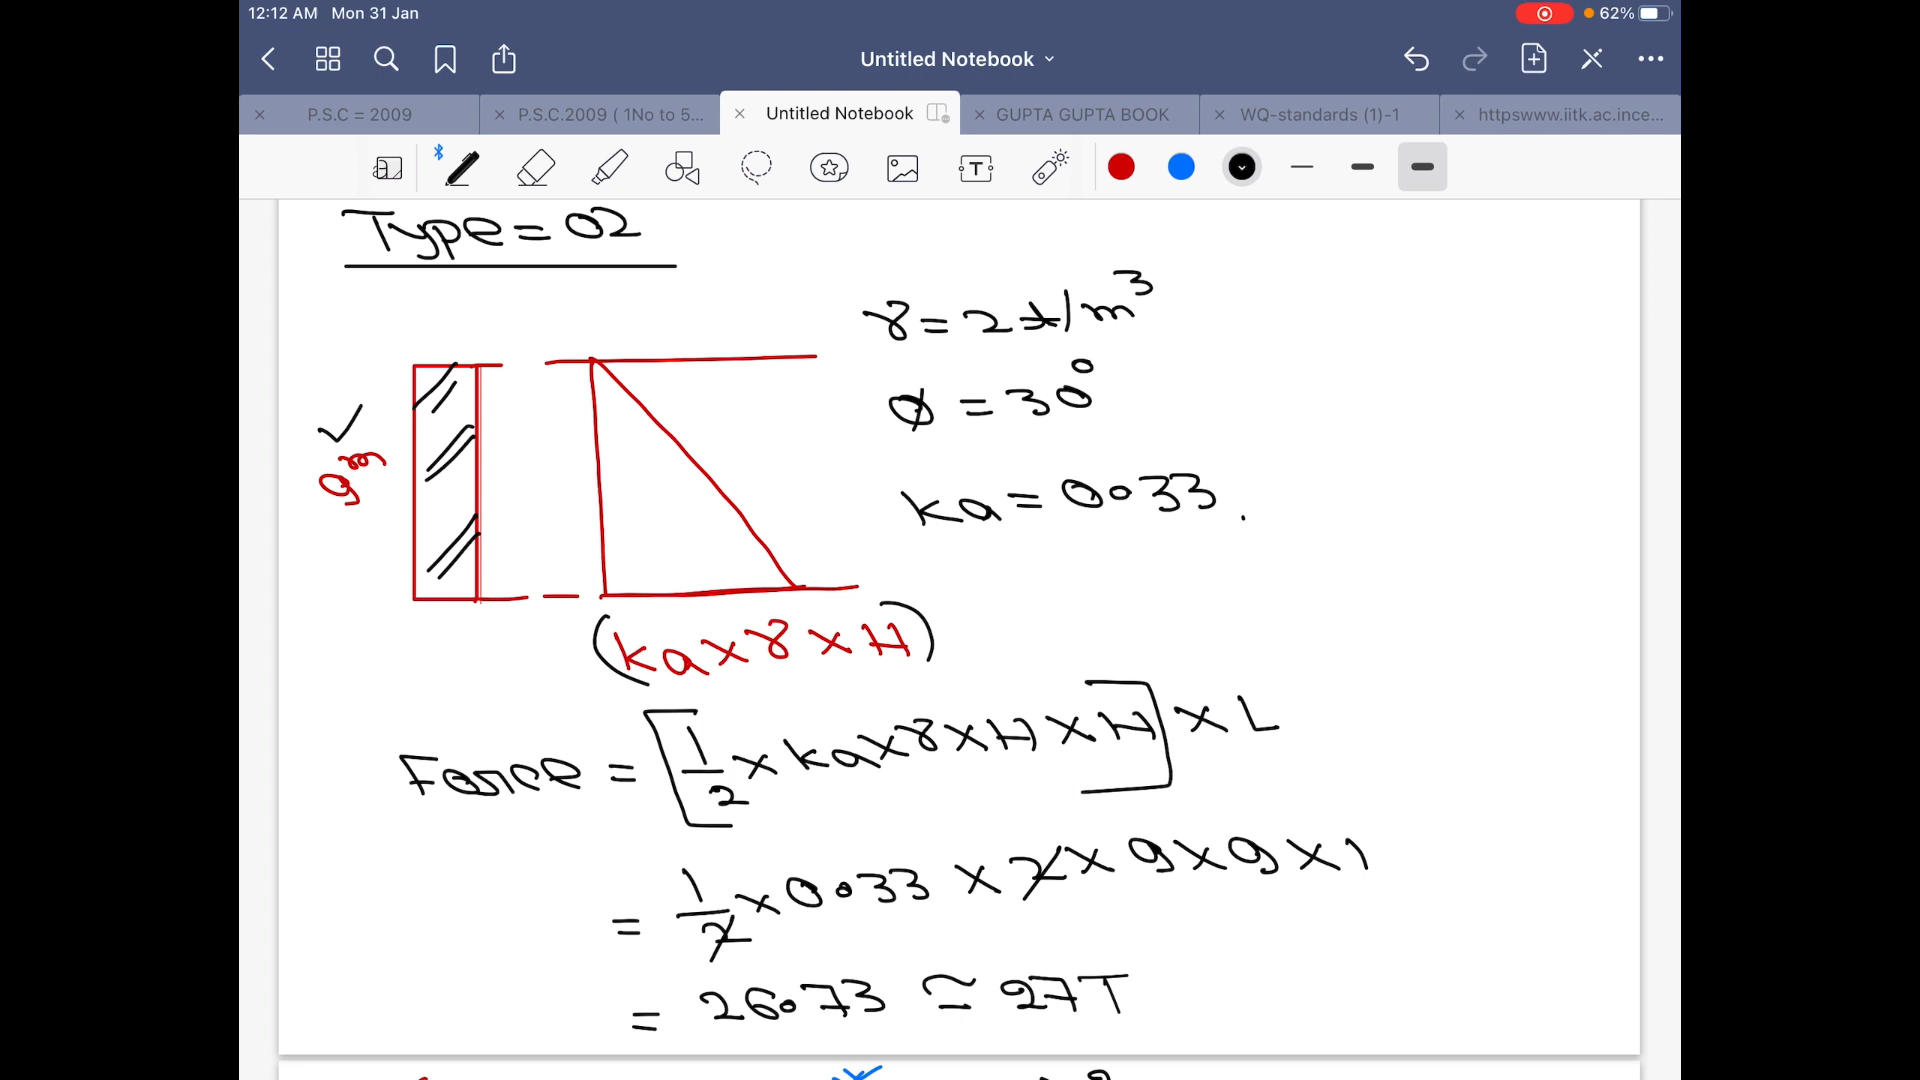 12:12 AM Mon 31 Jan 62%
Untitled Notebook
P.S.C = 2009 P.S.C.2009 ( 1No to 5... Untitled Notebook GUPTA GUPTA BOOK WQ-standards (1)-1 httpswww.iitk.ac.ince...
Type = 02
γ = 2 t/m³
φ = 30°
9m
ka = 0.33.
(ka × γ × H)
Force = [1/2 × ka × γ × H × H] × L
= 1/2 × 0.33 × 2 × 9 × 9 × 1
= 26.73 ≃ 27T